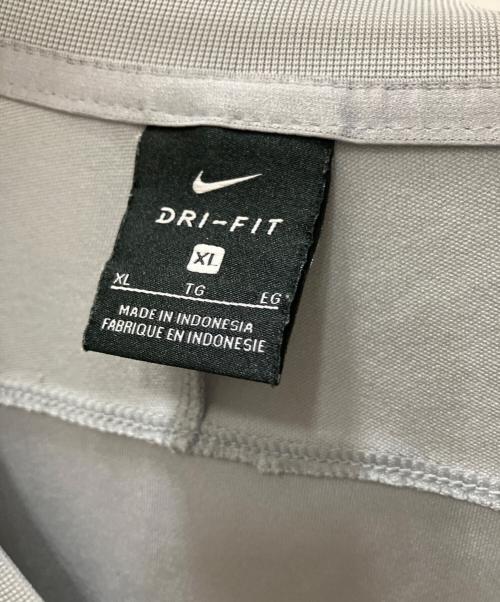 DRI-FIT
XL
XL TG EG
MADE IN INDONESIA
FABRIQUE EN INDONESIE